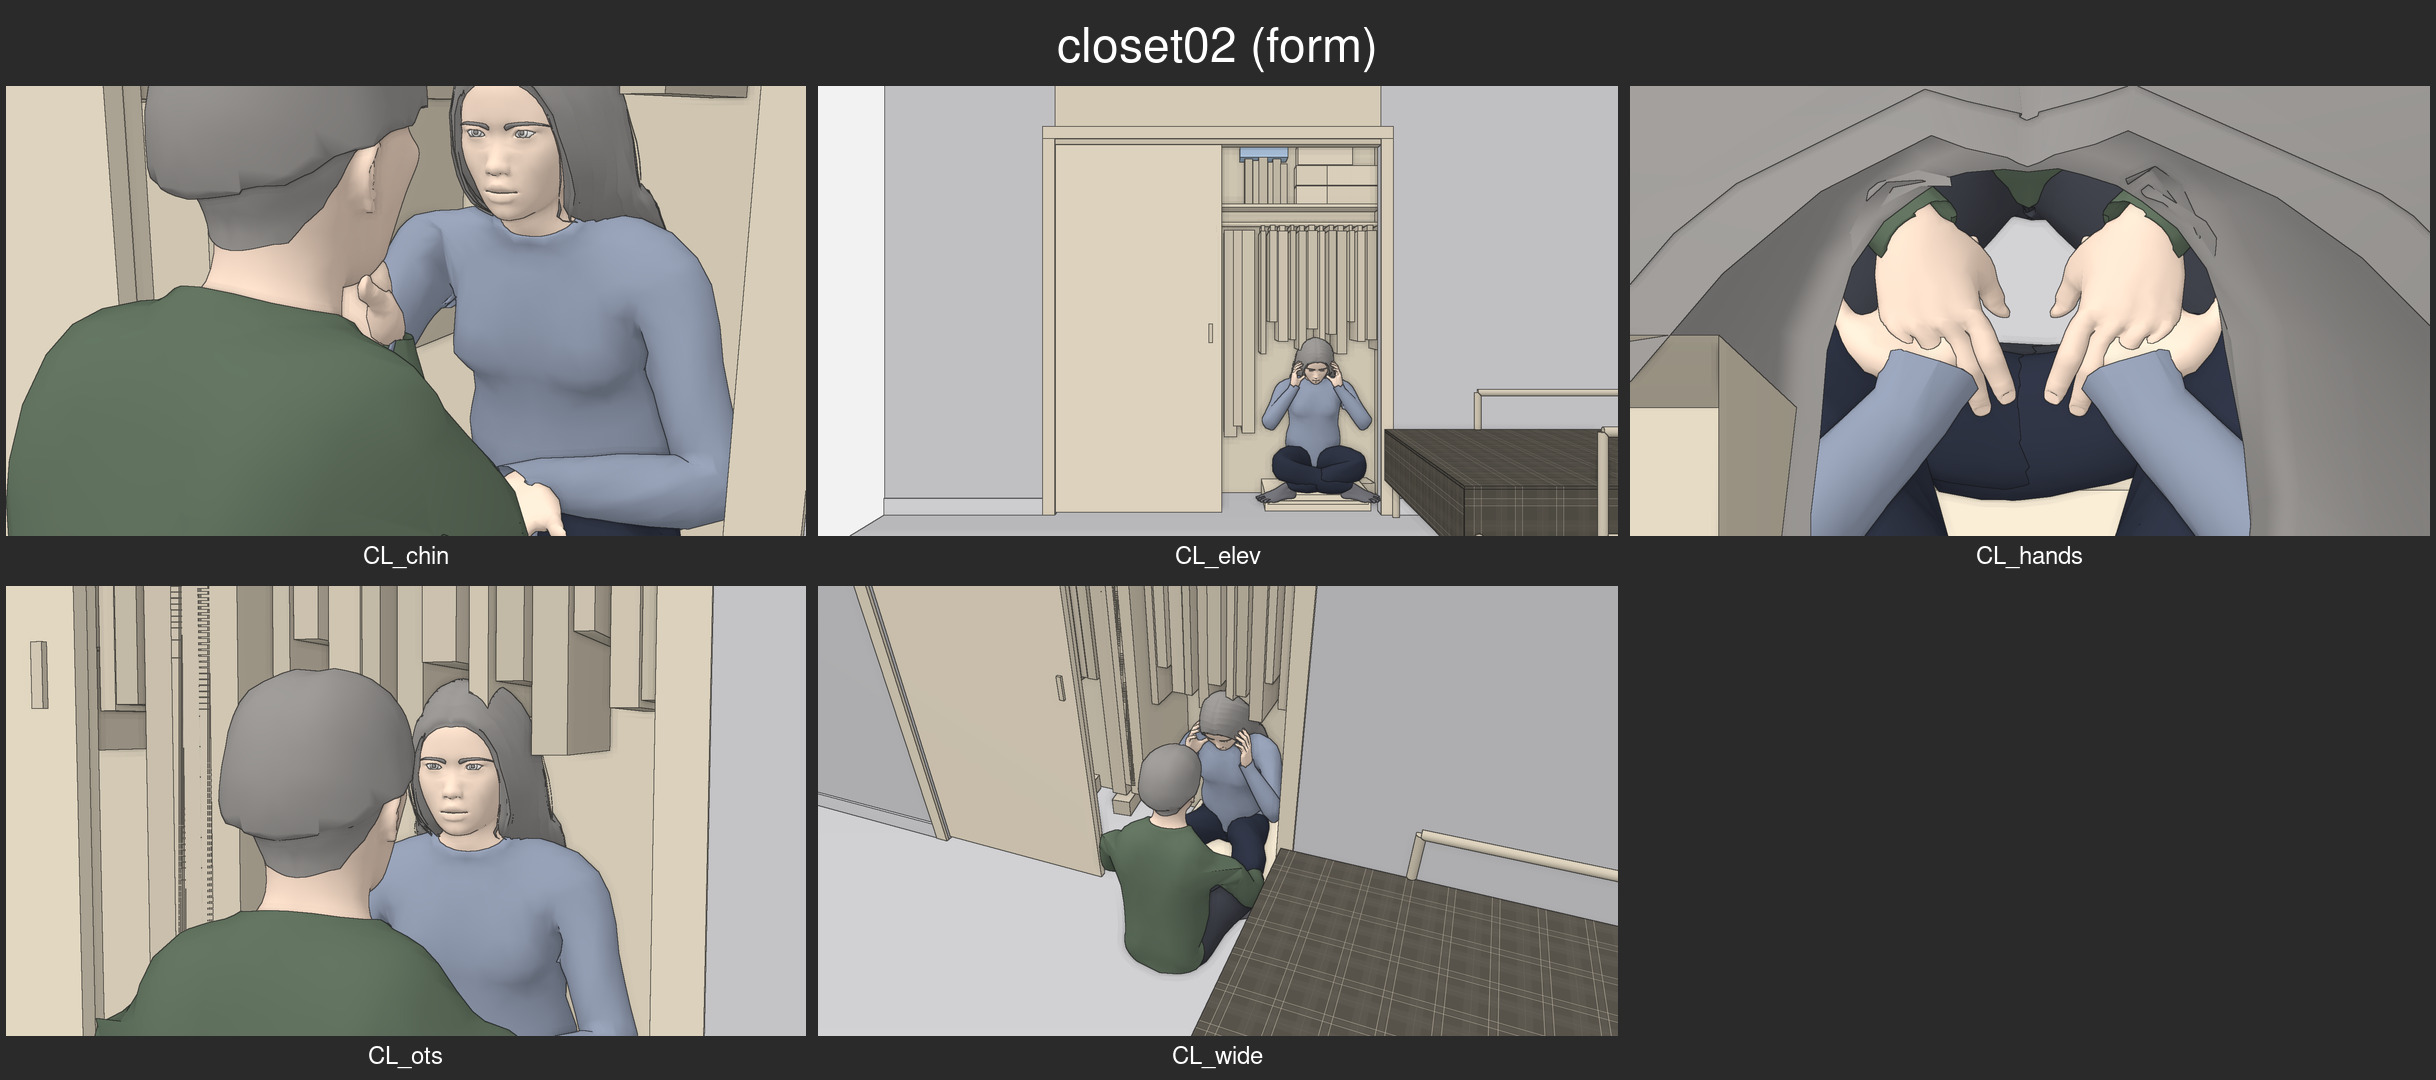 closet02 (form)
CL_chin
CL_elev
CL_hands
CL_ots
CL_wide